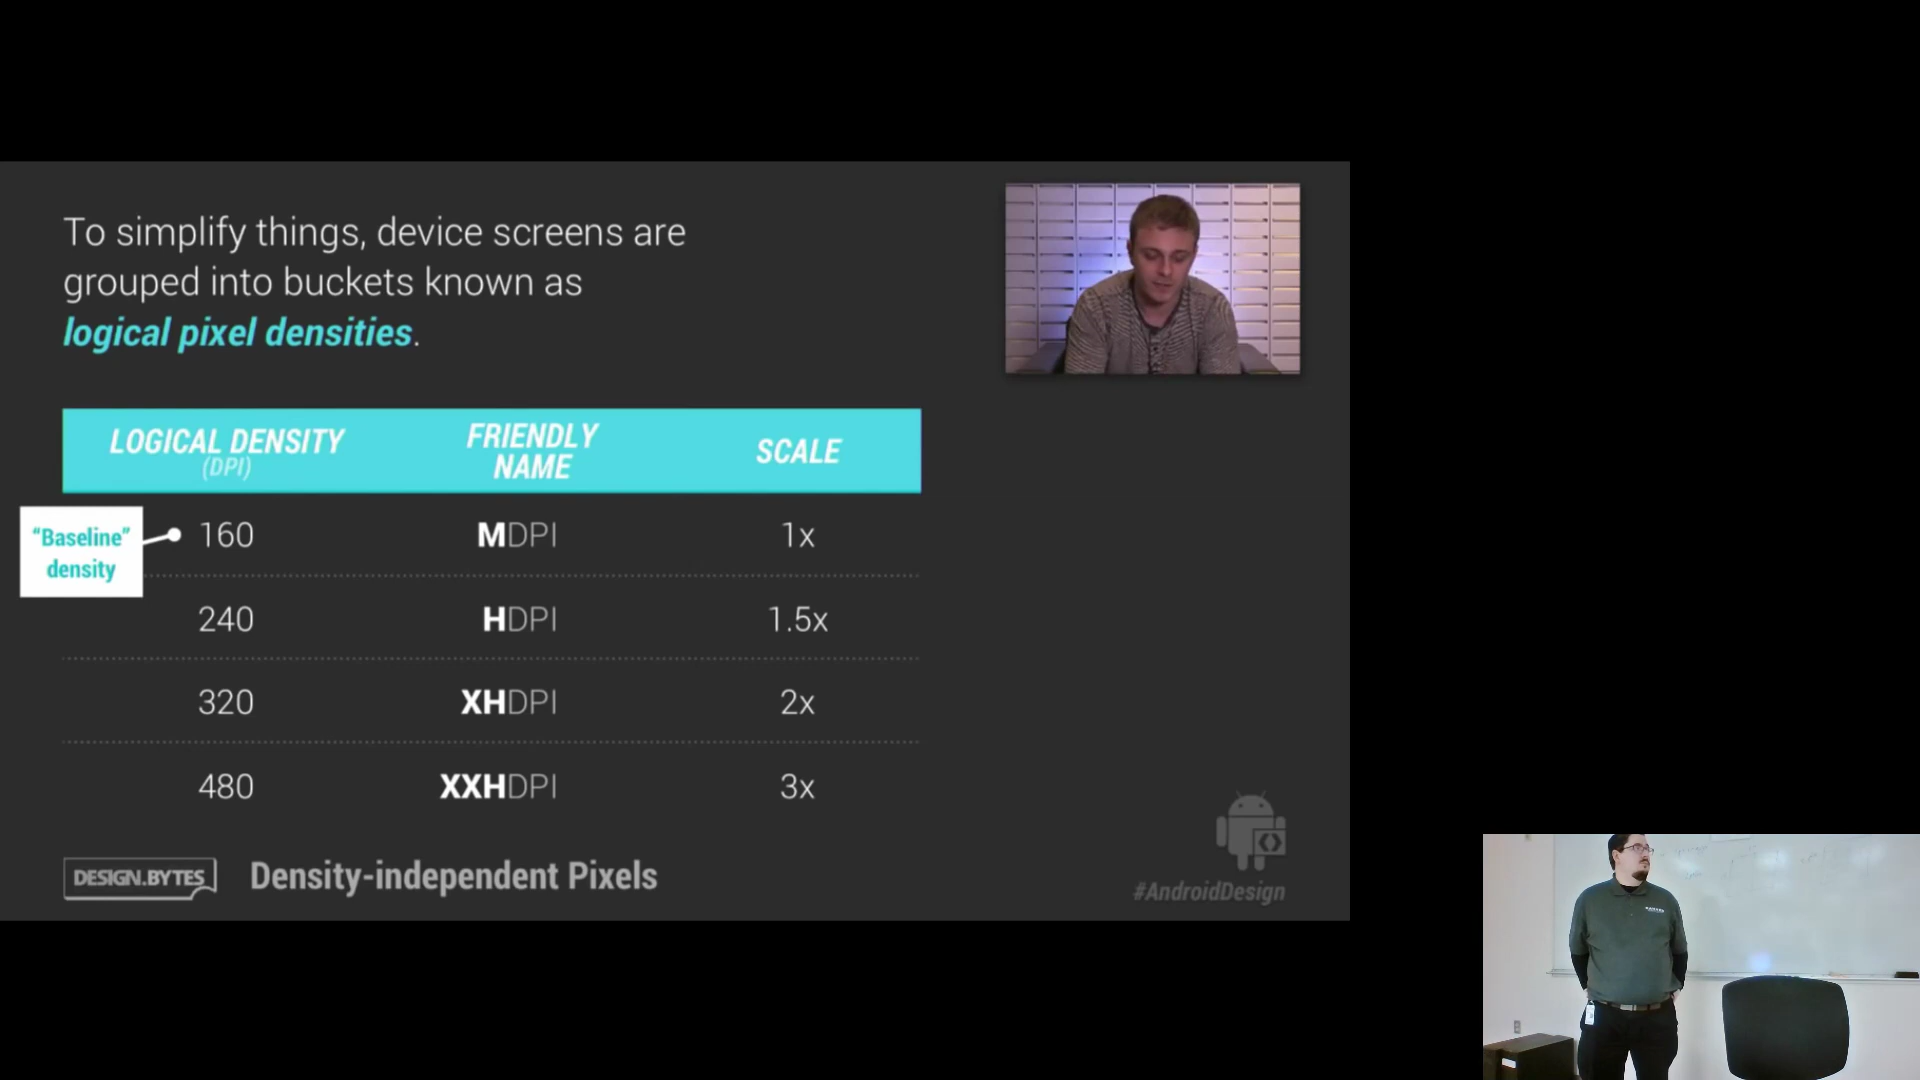 To simplify things, device screens are
grouped into buckets known as
logical pixel densities.
LOGICAL DENSITY
(DPI)
FRIENDLY
NAME
SCALE
“Baseline”
density
160 MDPI 1x
240 HDPI 1.5x
320 XHDPI 2x
480 XXHDPI 3x
DESIGN.BYTES
Density-independent Pixels
#AndroidDesign